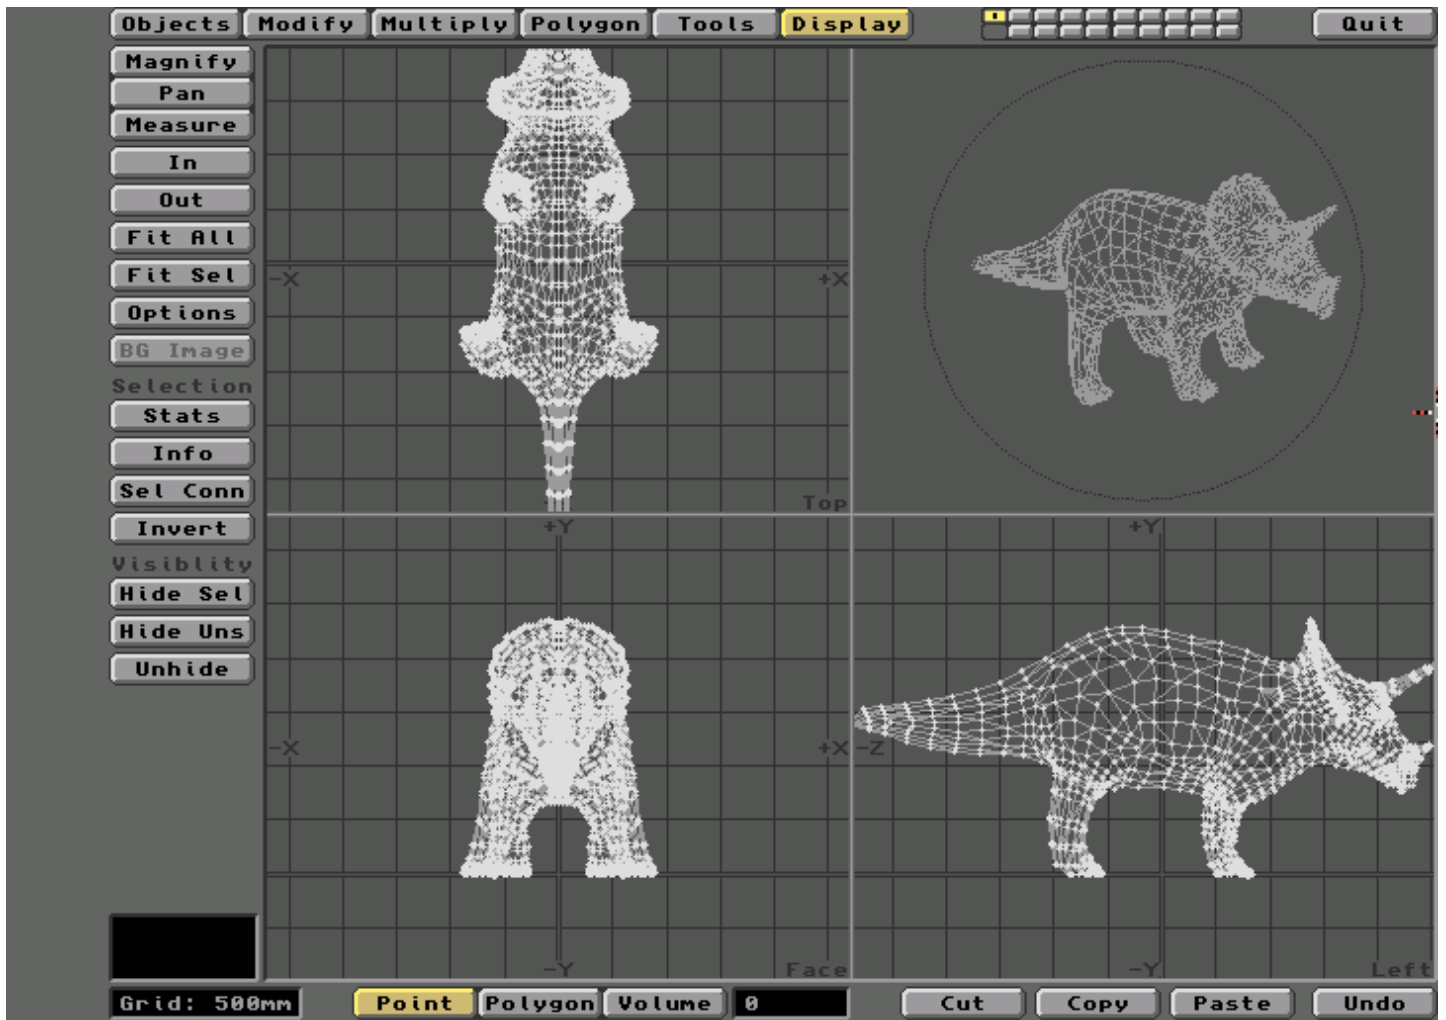 Objects Modify Multiply Polygon Tools Display Quit
Magnify
Pan
Measure
In
Out
Fit All
Fit Sel
-X +X
Options
BG Image
Selection
Stats
Info
Sel Conn
Top
Invert
+Y +Y
Visiblity
Hide Sel
Hide Uns
Unhide
-X +X -Z
-Y Face -Y Left
Grid: 500mm Point Polygon Volume 0 Cut Copy Paste Undo